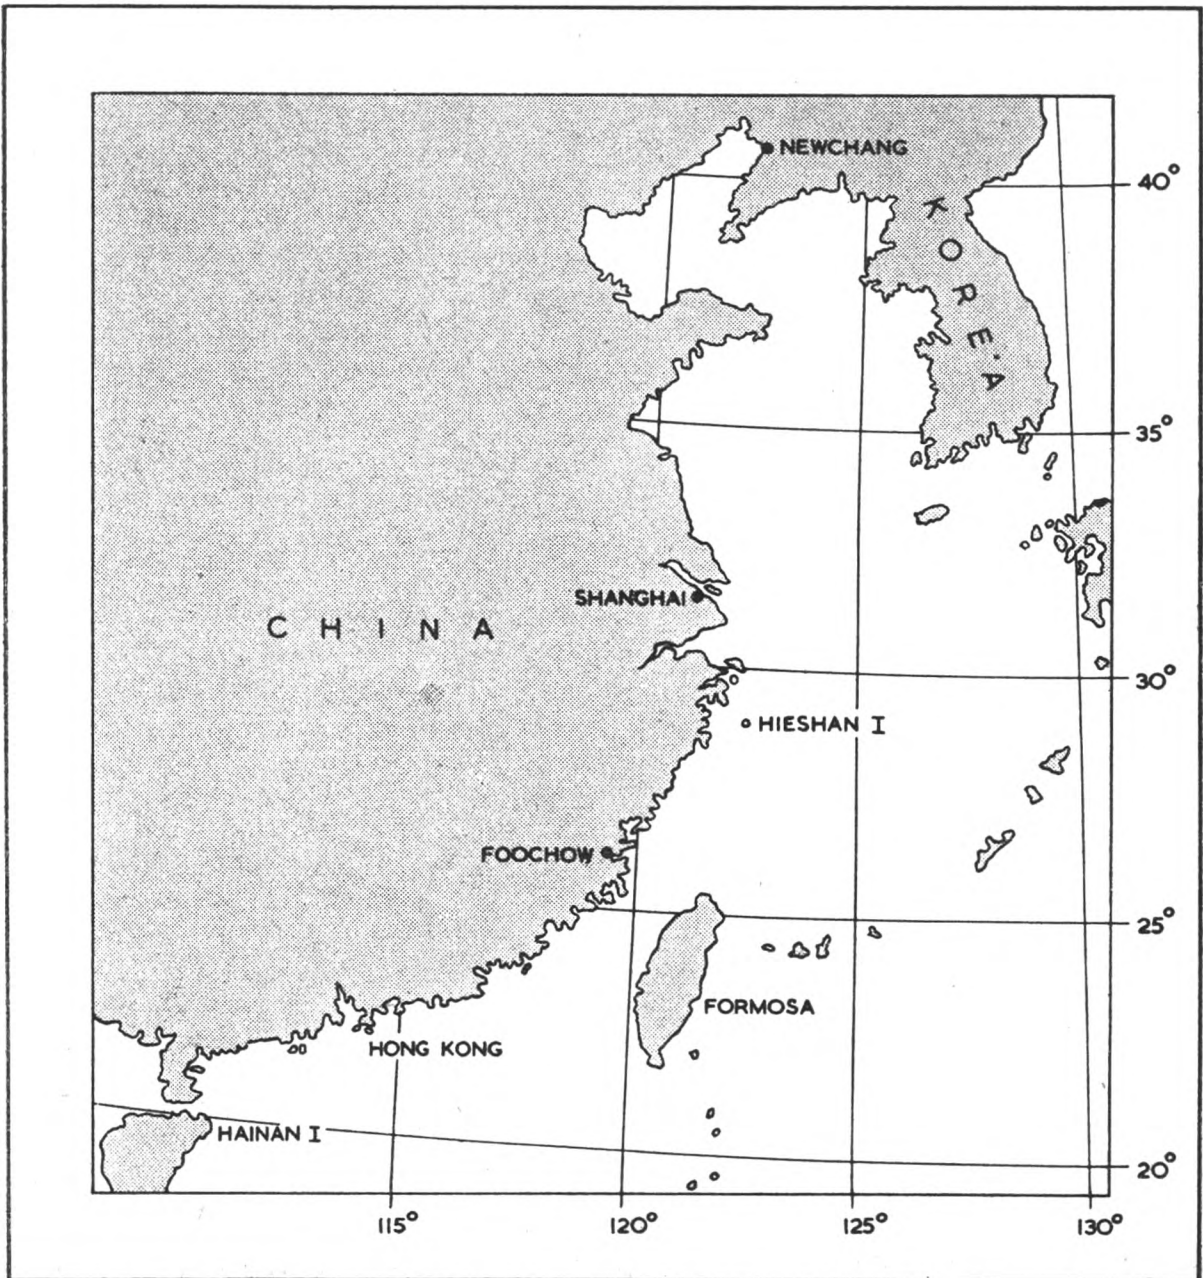 NEWCHANG
40°
KOREA
35°
SHANGHAI
CHINA
30°
HIESHAN I
FOOCHOW
25°
FORMOSA
HONG KONG
HAINAN I
20°
115° 120° 125° 130°